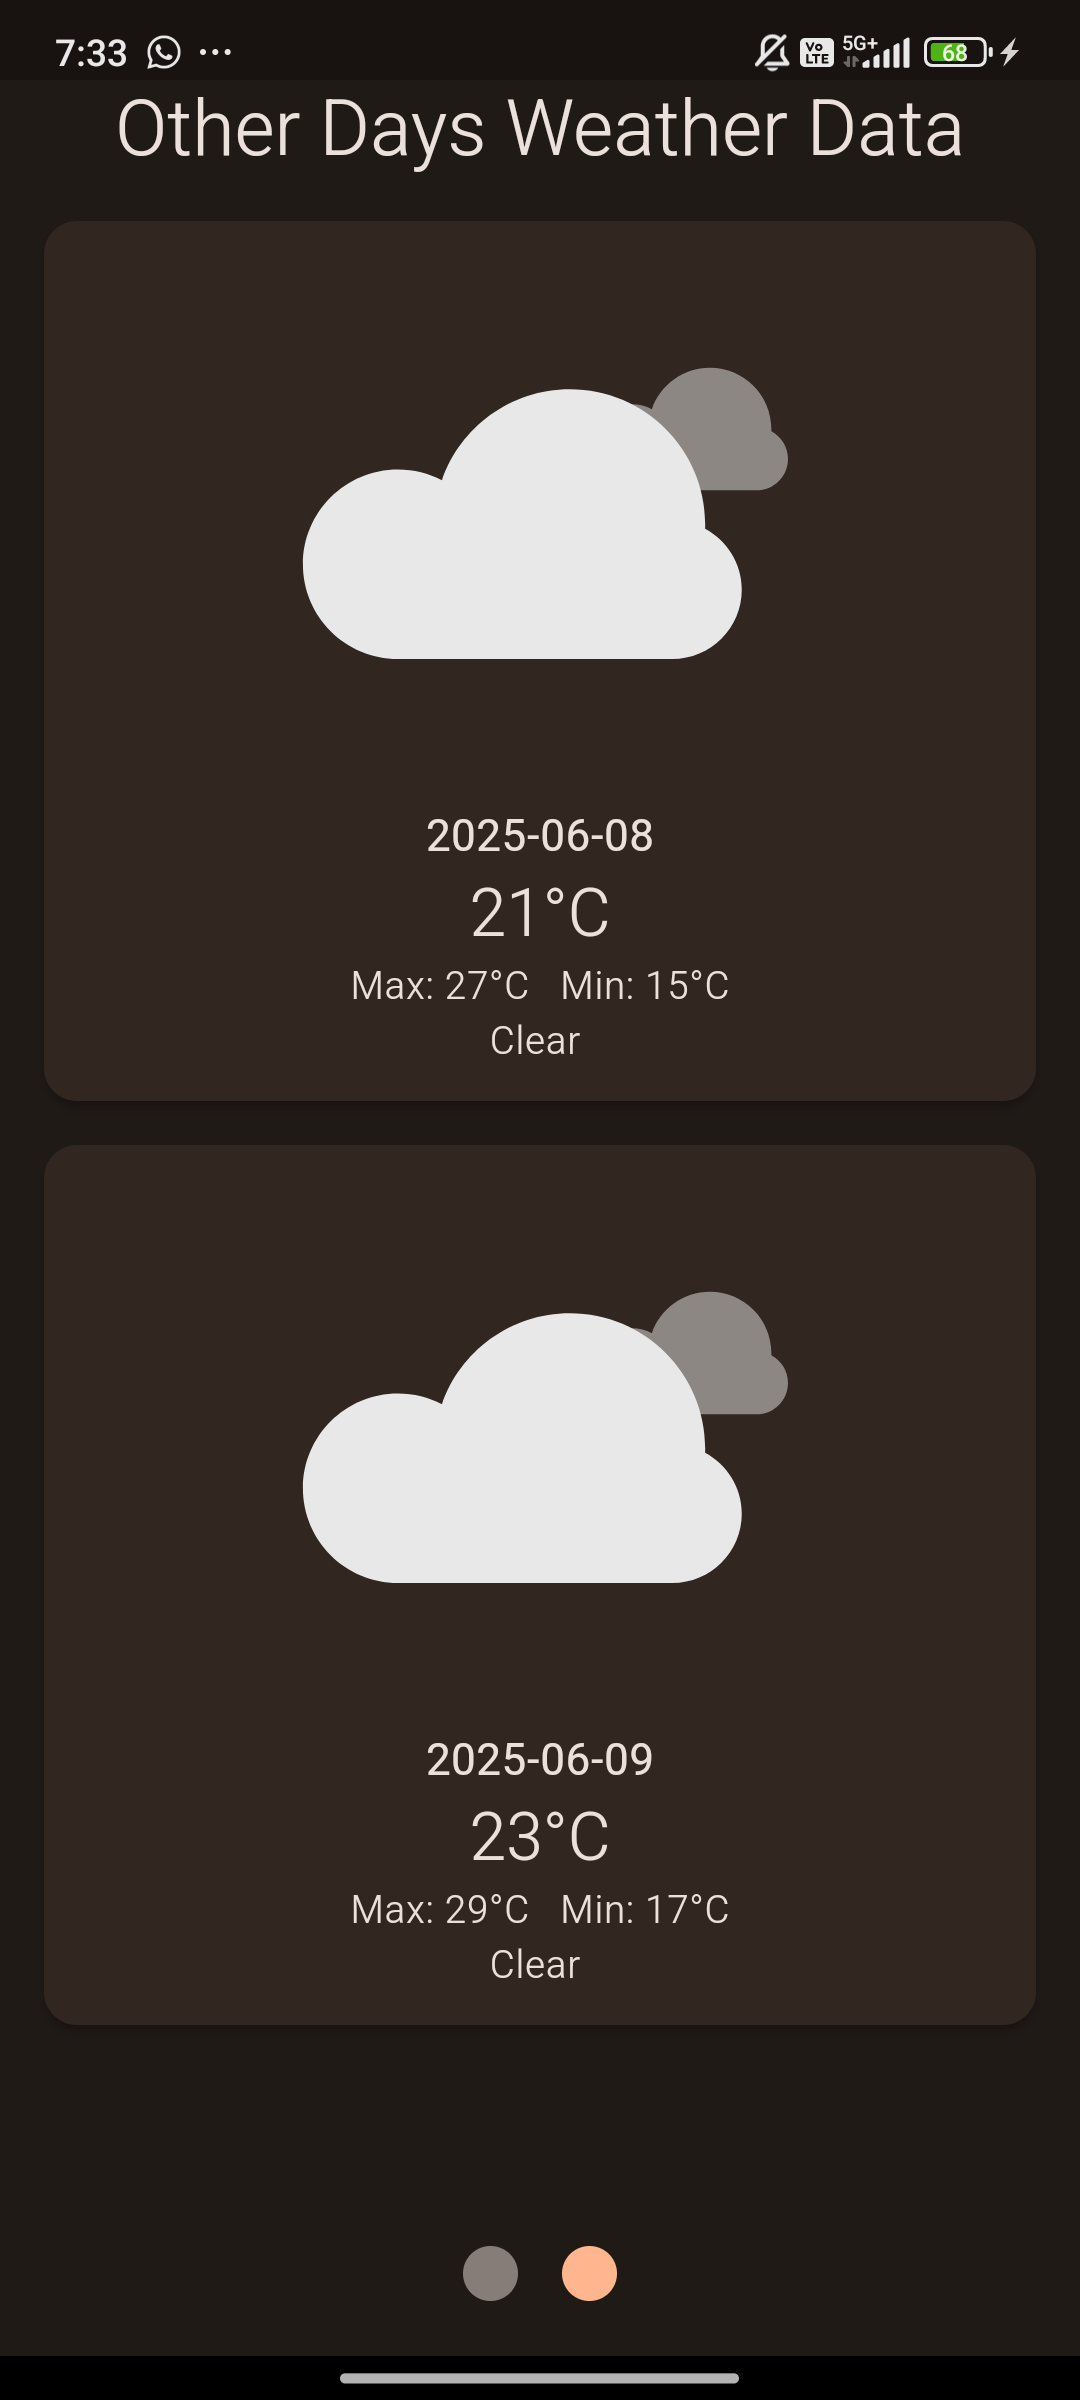 7:33 ... Vo LTE 5G+ 68
Other Days Weather Data
2025-06-08
21°C
Max: 27°C Min: 15°C
Clear
2025-06-09
23°C
Max: 29°C Min: 17°C
Clear